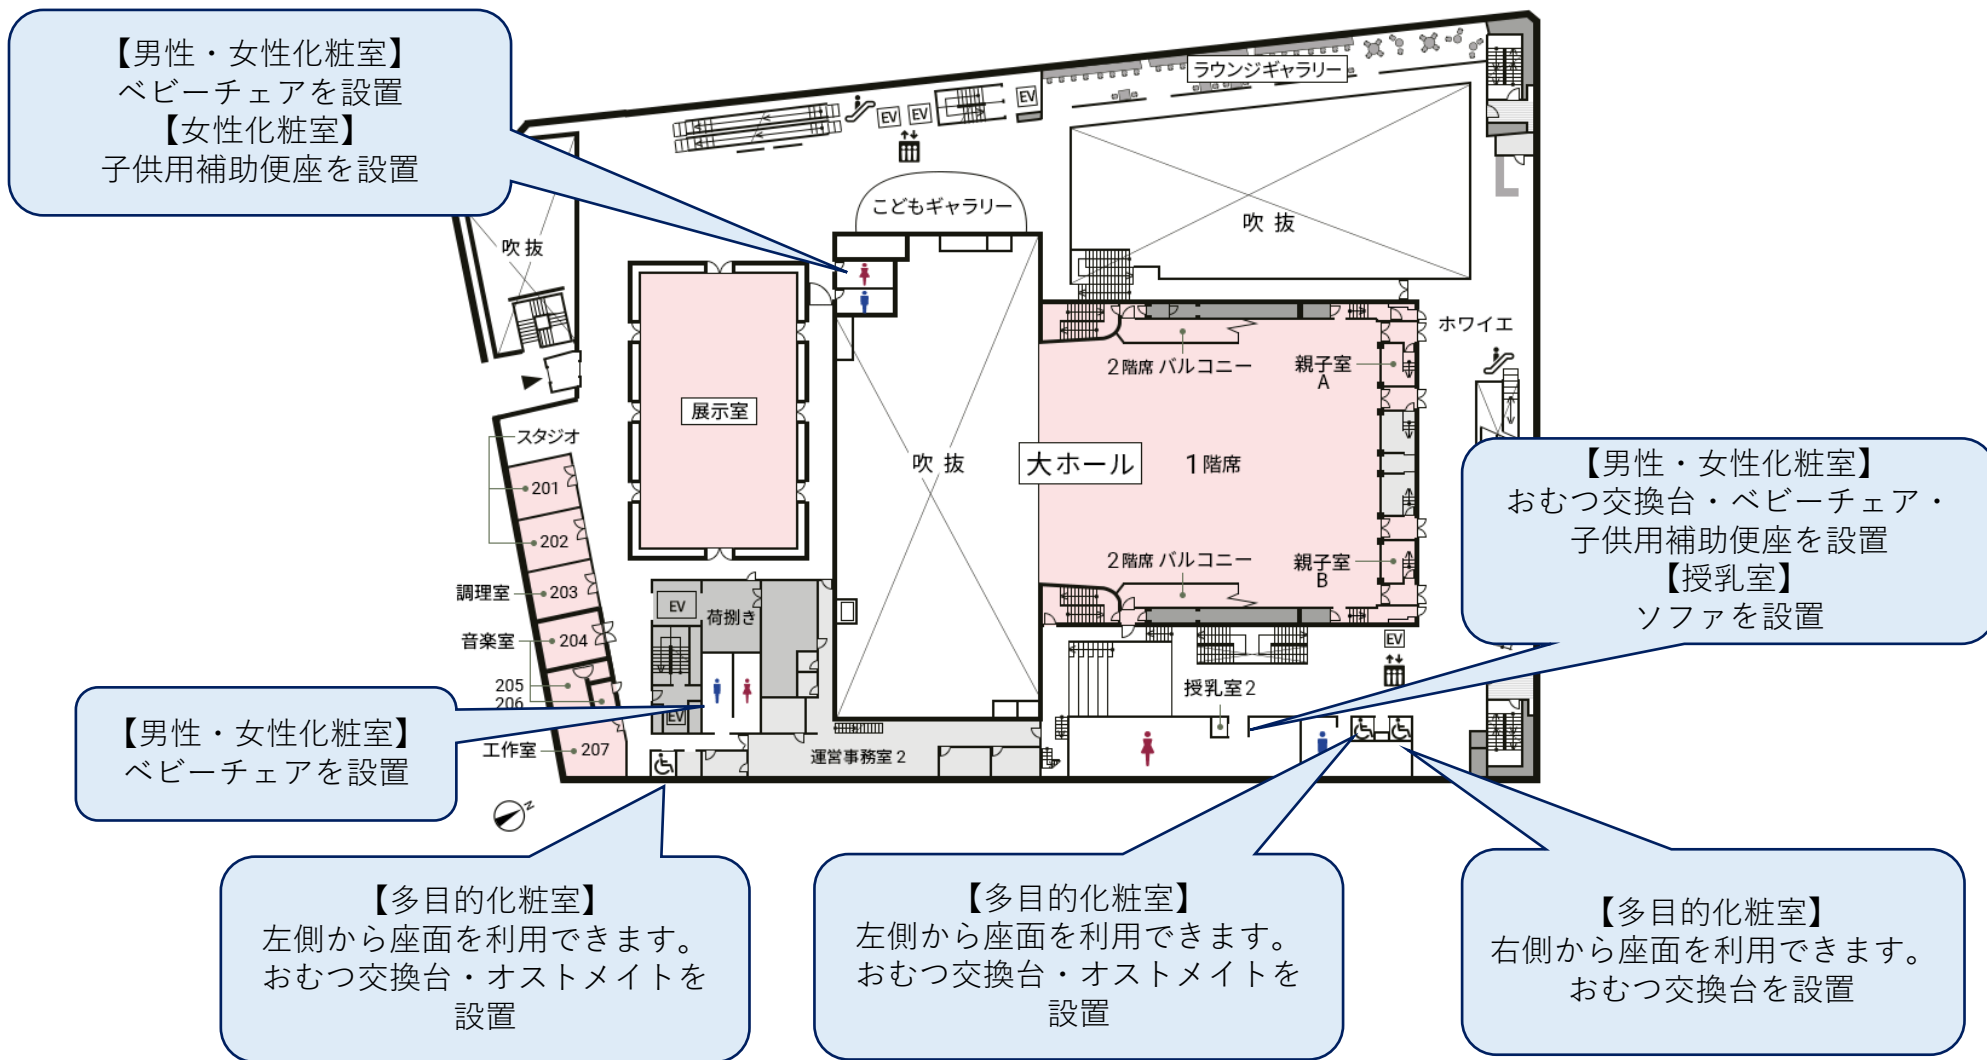 【男性・女性化粧室】
ベビーチェアを設置
【女性化粧室】
子供用補助便座を設置
ラウンジギャラリー
EV
EV
EV
こどもギャラリー
吹 抜
吹 抜
ホワイエ
2階席 バルコニー
親子室
A
展示室
スタジオ
吹 抜
大ホール
1階席
【男性・女性化粧室】
おむつ交換台・ベビーチェア・
子供用補助便座を設置
【授乳室】
ソファを設置
201
202
2階席 バルコニー
親子室
B
調理室
203
EV
荷捌き
音楽室
204
EV
205
206
授乳室2
EV
【男性・女性化粧室】
ベビーチェアを設置
工作室
207
運営事務室2
N
【多目的化粧室】
左側から座面を利用できます。
おむつ交換台・オストメイトを
設置
【多目的化粧室】
左側から座面を利用できます。
おむつ交換台・オストメイトを
設置
【多目的化粧室】
右側から座面を利用できます。
おむつ交換台を設置